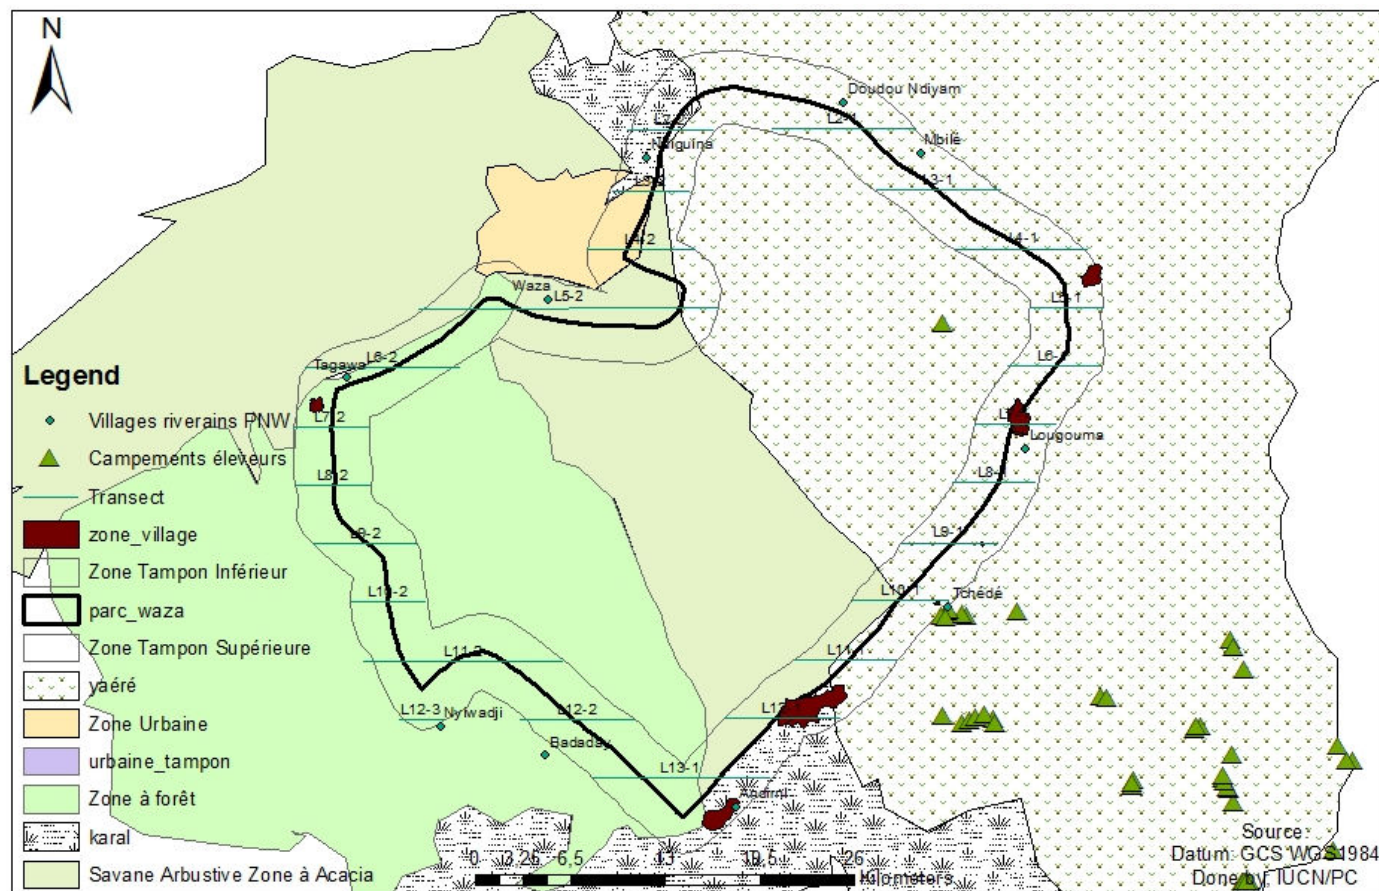 N
Doudou Ndiyam
L2-1
Mbilé
L3-1
L4-2
L4-1
Waza
L5-2
L5-1
L6-2
Tagawa
L7-2
Lougouma
L8-2
L8-1
L9-2
L9-1
L10-2
L10-1
Tchédé
L11-2
L11-1
L12-3
Nyiwadji
L12-2
Badaday
L13-1
Andirni
Legend
Villages riverains PNW
Campements éleveurs
Transect
zone_village
Zone Tampon Inférieur
parc_waza
Zone Tampon Supérieure
yaéré
Zone Urbaine
urbaine_tampon
Zone à forêt
karal
Savane Arbustive Zone à Acacia
0 3,25 6,5 13 19,5 26
Kilometers
Source:
Datum: GCS WGS1984
Done by: IUCN/PC